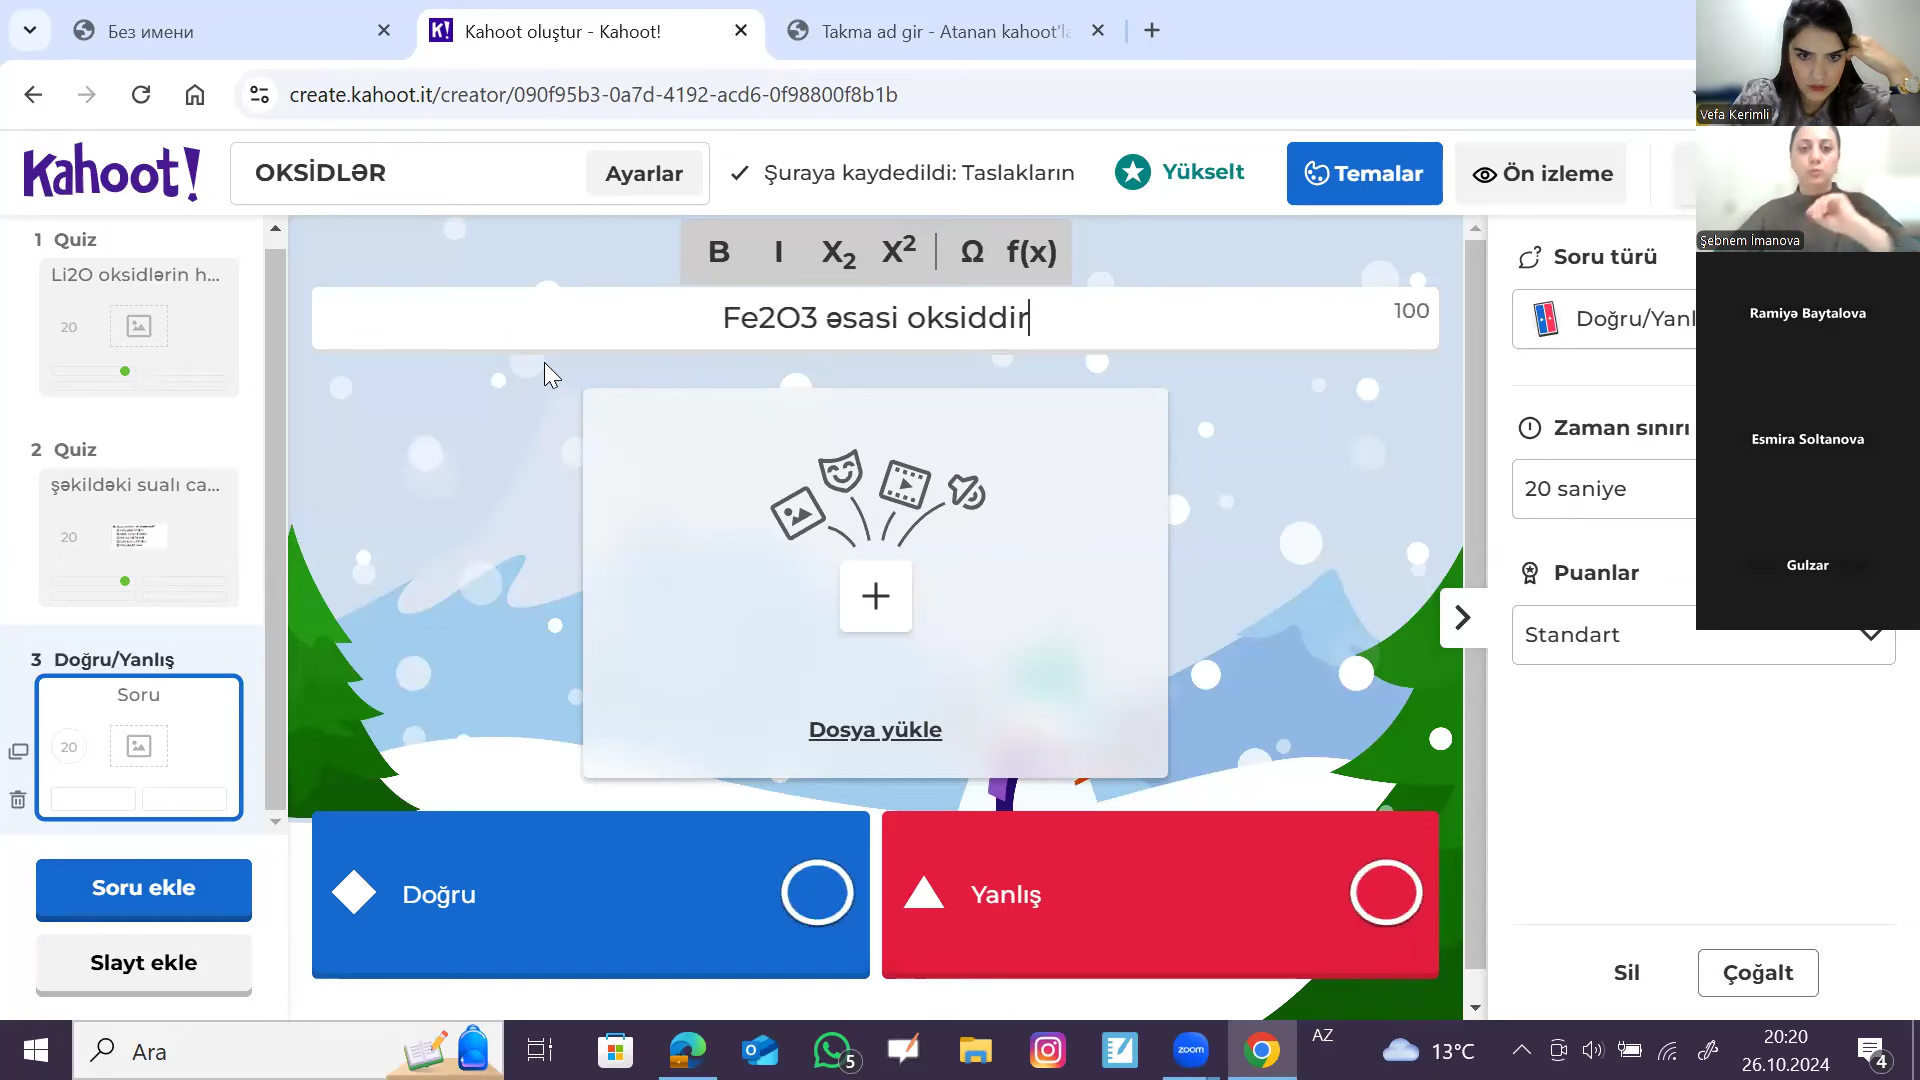 Без имени
Kahoot oluştur - Kahoot!
Takma ad gir - Atanan kahoot'la
create.kahoot.it/creator/090f95b3-0a7d-4192-acd6-0f98800f8b1b
Kahoot!
OKSİDLƏR
Ayarlar
Şuraya kaydedildi: Taslakların
Yükselt
Temalar
Ön izleme
Vefa Kerimli
Şebnem İmanova
Ramiyə Baytalova
Esmira Soltanova
Gulzar
1 Quiz
Li2O oksidlərin h...
20
2 Quiz
şəkildəki sualı ca...
20
3 Doğru/Yanlış
Soru
20
Soru ekle
Slayt ekle
B I X2 X2 Ω f(x)
Fe2O3 əsasi oksiddir
100
Dosya yükle
Doğru
Yanlış
Soru türü
Doğru/Yanl
Zaman sınırı
20 saniye
Puanlar
Standart
Sil
Çoğalt
Ara
5
zoom
AZ
13°C
20:20
26.10.2024
4